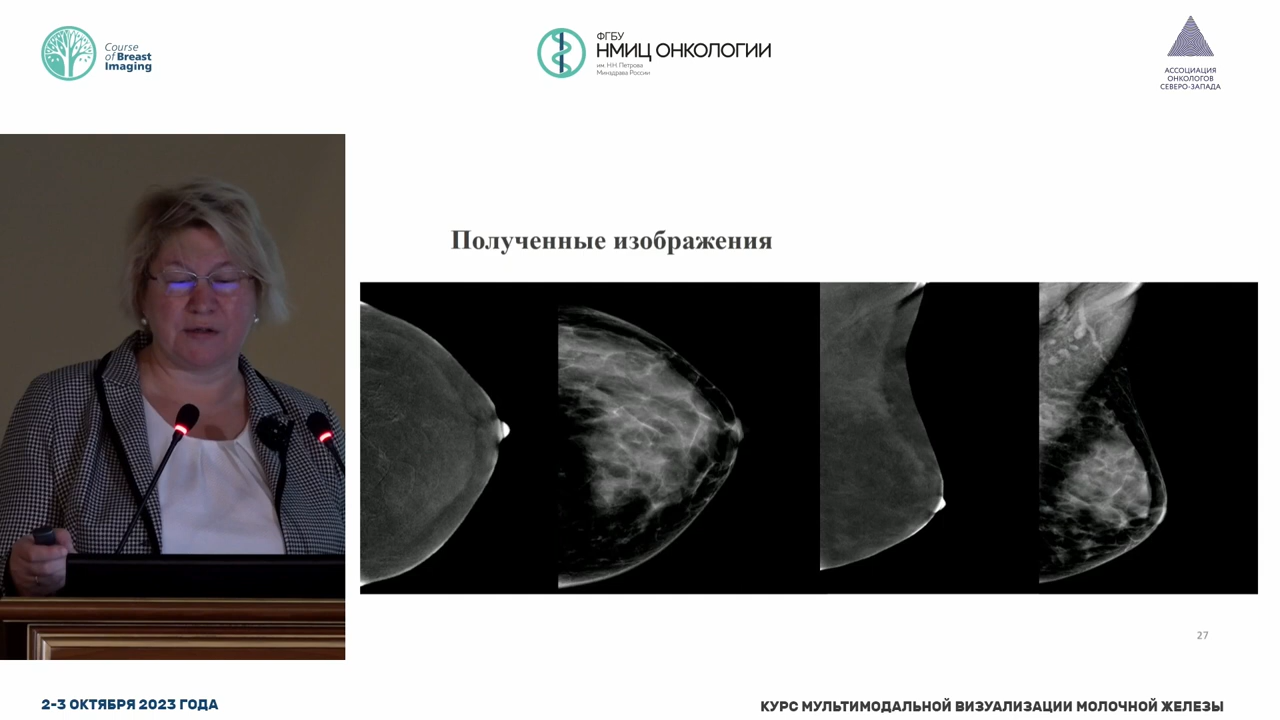 Course
of Breast
Imaging
ФГБУ
НМИЦ ОНКОЛОГИИ
им. Н.Н. Петрова
Минздрава России
АССОЦИАЦИЯ
ОНКОЛОГОВ
СЕВЕРО-ЗАПАДА
Полученные изображения
27
2-3 ОКТЯБРЯ 2023 ГОДА
КУРС МУЛЬТИМОДАЛЬНОЙ ВИЗУАЛИЗАЦИИ МОЛОЧНОЙ ЖЕЛЕЗЫ